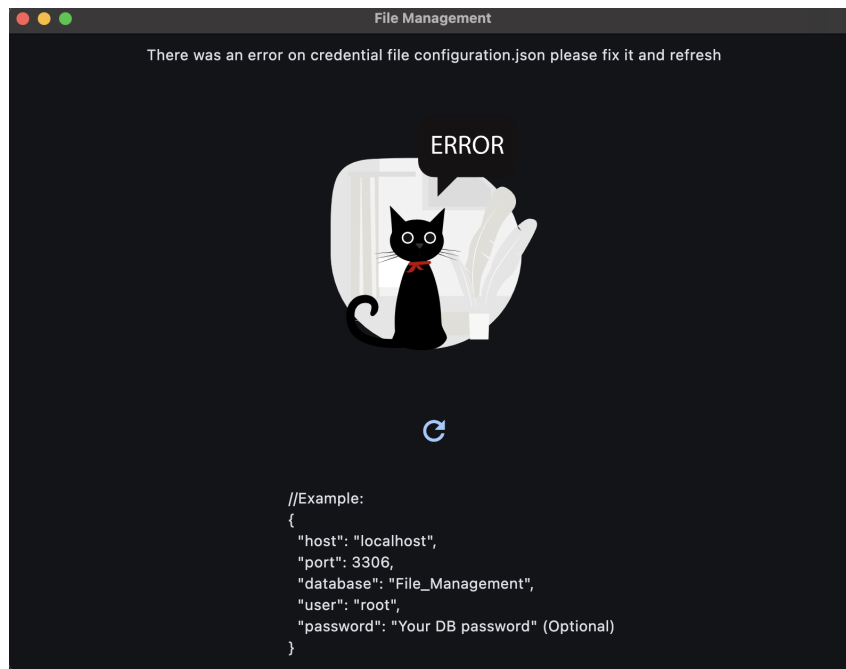 File Management
There was an error on credential file configuration.json please fix it and refresh
ERROR
//Example:
{
"host": "localhost",
"port": 3306,
"database": "File_Management",
"user": "root",
"password": "Your DB password" (Optional)
}